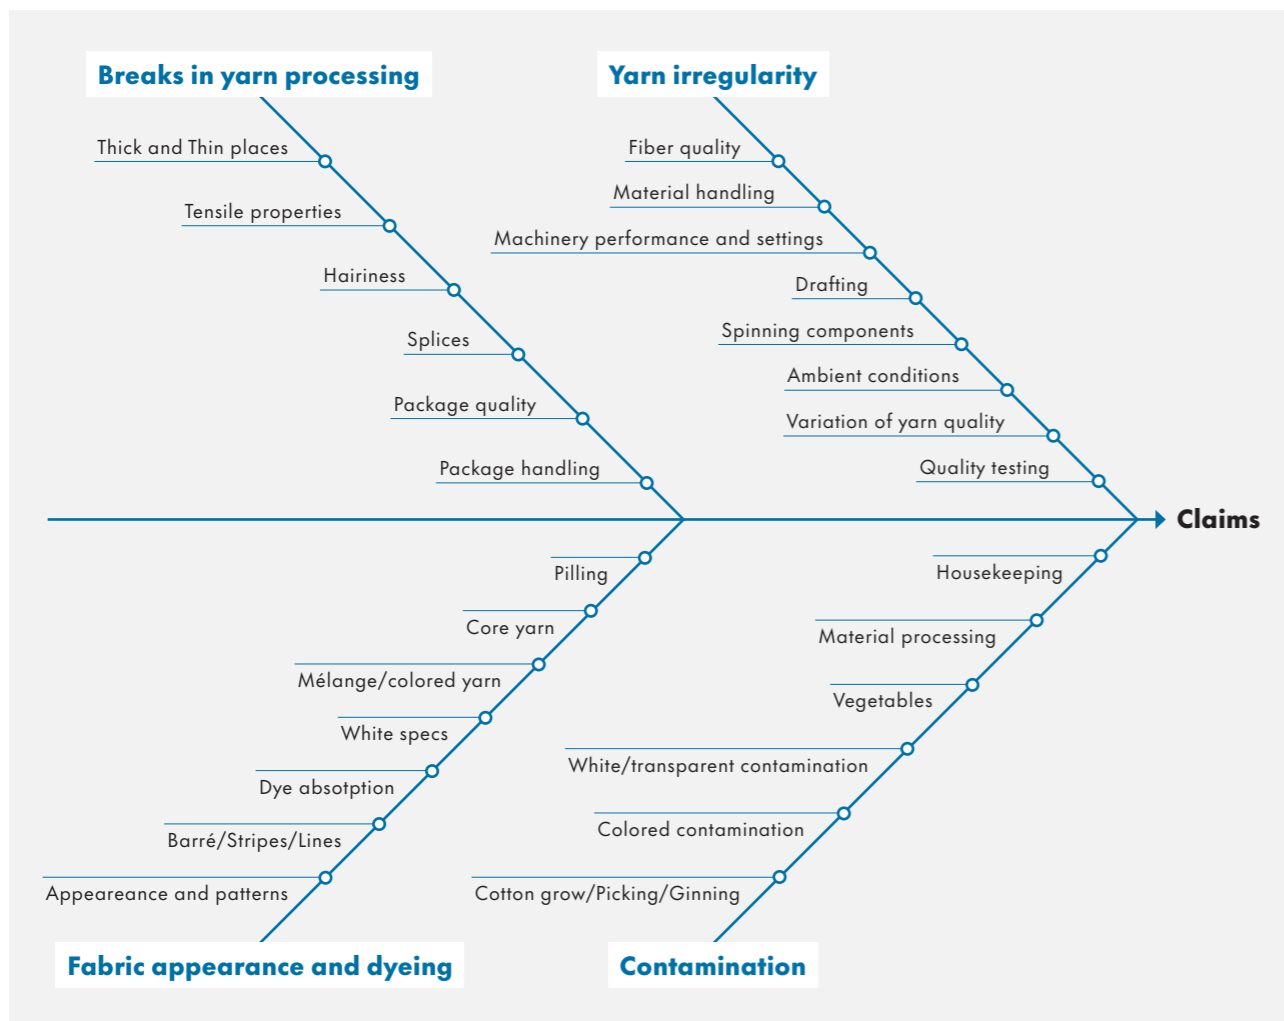 Breaks in yarn processing
Thick and Thin places
Tensile properties
Hairiness
Splices
Package quality
Package handling
Yarn irregularity
Fiber quality
Material handling
Machinery performance and settings
Drafting
Spinning components
Ambient conditions
Variation of yarn quality
Quality testing
Claims
Pilling
Core yarn
Mélange/colored yarn
White specs
Dye absotption
Barré/Stripes/Lines
Appeareance and patterns
Fabric appearance and dyeing
Housekeeping
Material processing
Vegetables
White/transparent contamination
Colored contamination
Cotton grow/Picking/Ginning
Contamination